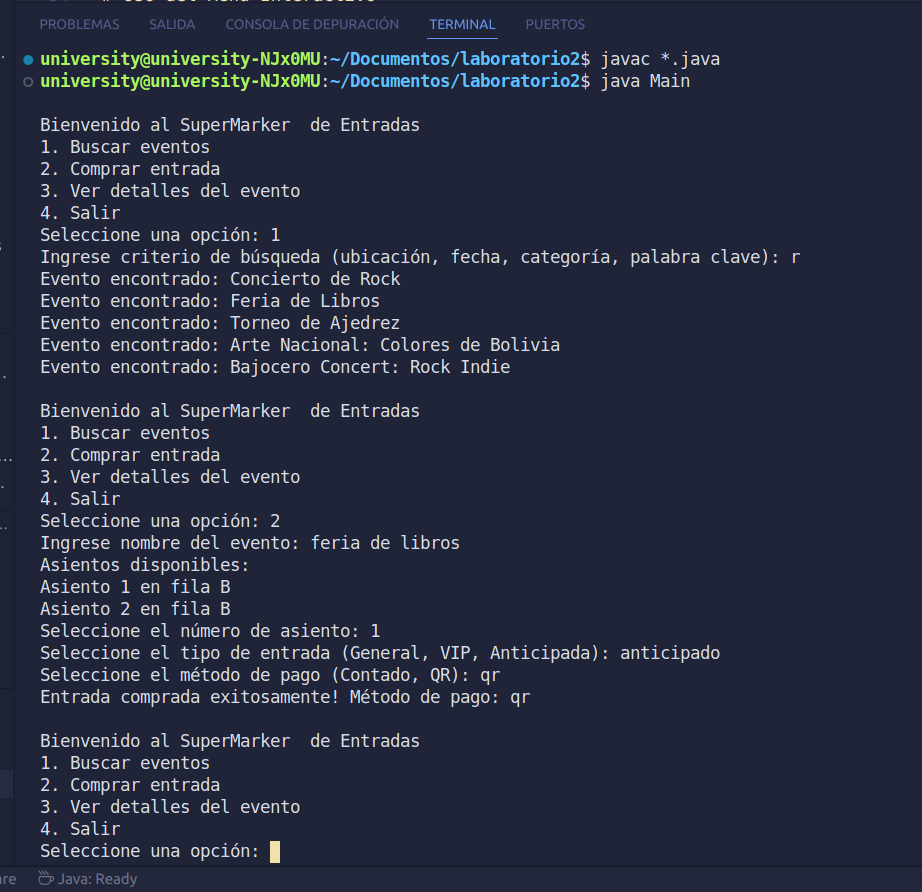 PROBLEMAS SALIDA CONSOLA DE DEPURACIÓN TERMINAL PUERTOS
university@university-NJx0MU:~/Documentos/laboratorio2$ javac *.java
university@university-NJx0MU:~/Documentos/laboratorio2$ java Main
Bienvenido al SuperMarker  de Entradas
1. Buscar eventos
2. Comprar entrada
3. Ver detalles del evento
4. Salir
Seleccione una opción: 1
Ingrese criterio de búsqueda (ubicación, fecha, categoría, palabra clave): r
Evento encontrado: Concierto de Rock
Evento encontrado: Feria de Libros
Evento encontrado: Torneo de Ajedrez
Evento encontrado: Arte Nacional: Colores de Bolivia
Evento encontrado: Bajocero Concert: Rock Indie
Bienvenido al SuperMarker  de Entradas
1. Buscar eventos
2. Comprar entrada
3. Ver detalles del evento
4. Salir
Seleccione una opción: 2
Ingrese nombre del evento: feria de libros
Asientos disponibles:
Asiento 1 en fila B
Asiento 2 en fila B
Seleccione el número de asiento: 1
Seleccione el tipo de entrada (General, VIP, Anticipada): anticipado
Seleccione el método de pago (Contado, QR): qr
Entrada comprada exitosamente! Método de pago: qr
Bienvenido al SuperMarker  de Entradas
1. Buscar eventos
2. Comprar entrada
3. Ver detalles del evento
4. Salir
Seleccione una opción:
Java: Ready